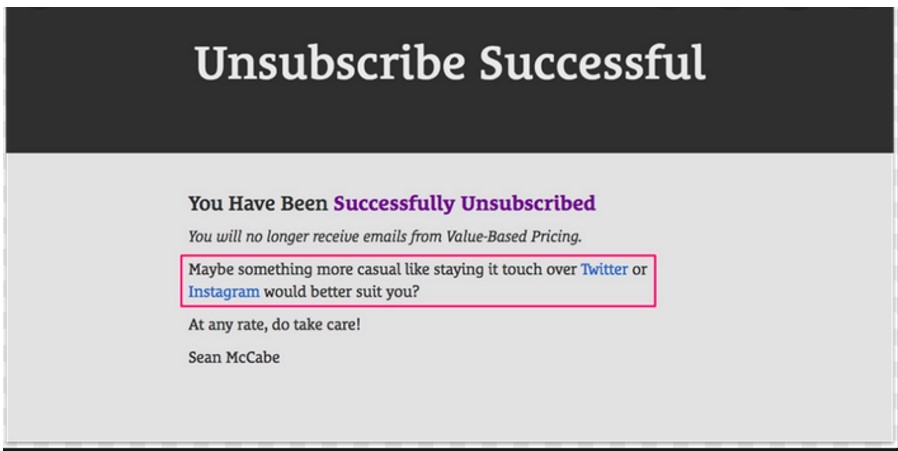 Unsubscribe Successful
You Have Been Successfully Unsubscribed
You will no longer receive emails from Value-Based Pricing.
Maybe something more casual like staying it touch over Twitter or
Instagram would better suit you?
At any rate, do take care!
Sean McCabe